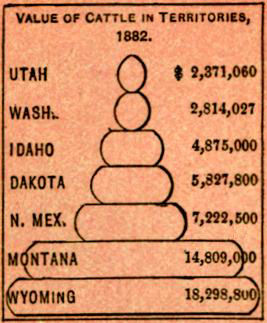 VALUE OF CATTLE IN TERRITORIES,
1882.
UTAH $ 2,371,060
WASH. 2,814,027
IDAHO 4,875,000
DAKOTA 5,827,800
N. MEX. 7,222,500
MONTANA 14,809,000
WYOMING 18,298,800